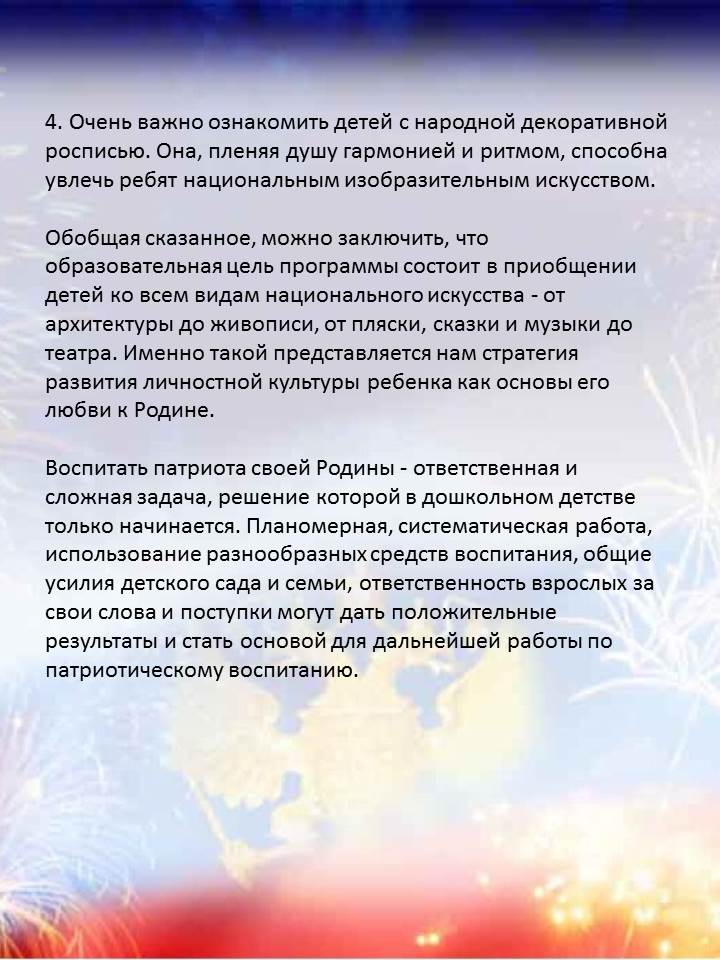 4. Очень важно ознакомить детей с народной декоративной
росписью. Она, пленяя душу гармонией и ритмом, способна
увлечь ребят национальным изобразительным искусством.
Обобщая сказанное, можно заключить, что
образовательная цель программы состоит в приобщении
детей ко всем видам национального искусства - от
архитектуры до живописи, от пляски, сказки и музыки до
театра. Именно такой представляется нам стратегия
развития личностной культуры ребенка как основы его
любви к Родине.
Воспитать патриота своей Родины - ответственная и
сложная задача, решение которой в дошкольном детстве
только начинается. Планомерная, систематическая работа,
использование разнообразных средств воспитания, общие
усилия детского сада и семьи, ответственность взрослых за
свои слова и поступки могут дать положительные
результаты и стать основой для дальнейшей работы по
патриотическому воспитанию.